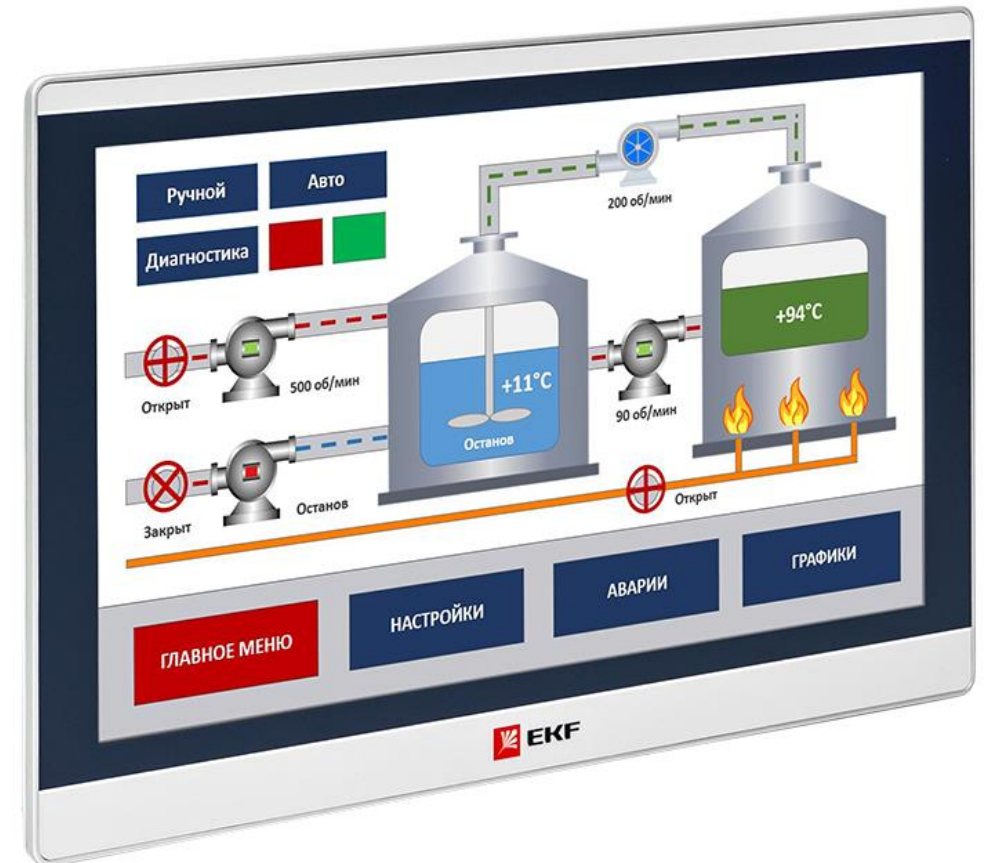 Ручной
Авто
Диагностика
200 об/мин
+94°C
500 об/мин
Открыт
+11°C
90 об/мин
Останов
Закрыт
Останов
Открыт
ГЛАВНОЕ МЕНЮ
НАСТРОЙКИ
АВАРИИ
ГРАФИКИ
EKF